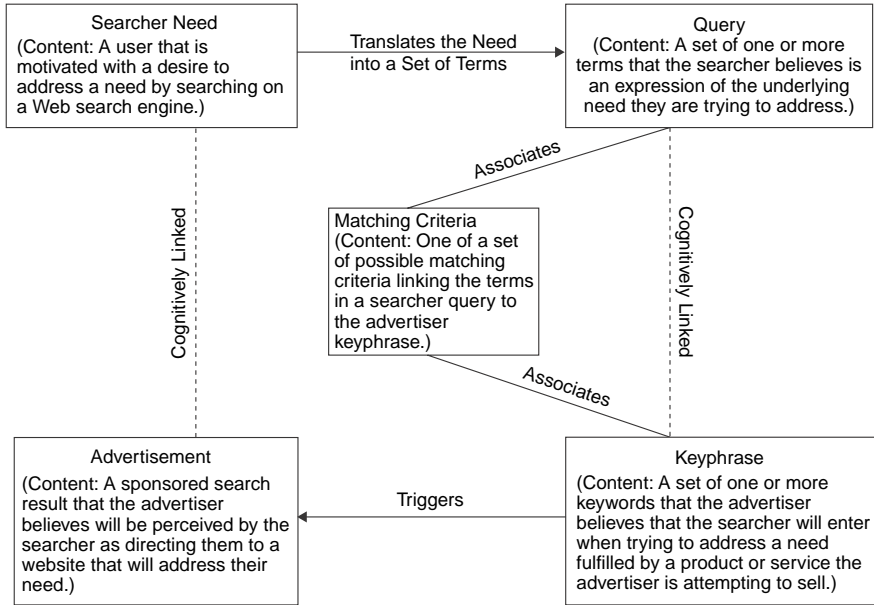 Searcher Need
(Content: A user that is
motivated with a desire to
address a need by searching on
a Web search engine.)
Translates the Need
into a Set of Terms
Query
(Content: A set of one or more
terms that the searcher believes is
an expression of the underlying
need they are trying to address.)
Associates
Cognitively Linked
Matching Criteria
(Content: One of a set
of possible matching
criteria linking the terms
in a searcher query to
the advertiser
keyphrase.)
Cognitively Linked
Associates
Advertisement
(Content: A sponsored search
result that the advertiser
believes will be perceived by the
searcher as directing them to a
website that will address their
need.)
Triggers
Keyphrase
(Content: A set of one or more
keywords that the advertiser
believes that the searcher will enter
when trying to address a need
fulfilled by a product or service the
advertiser is attempting to sell.)